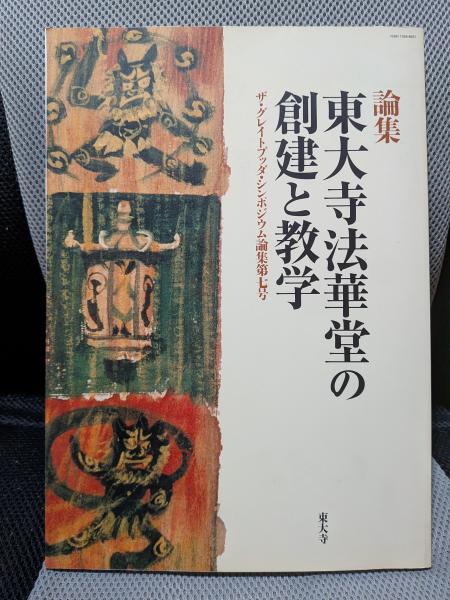 論集
東大寺法華堂の
創建と教学
ザ・グレイトブッダ・シンポジウム論集第七号
東大寺